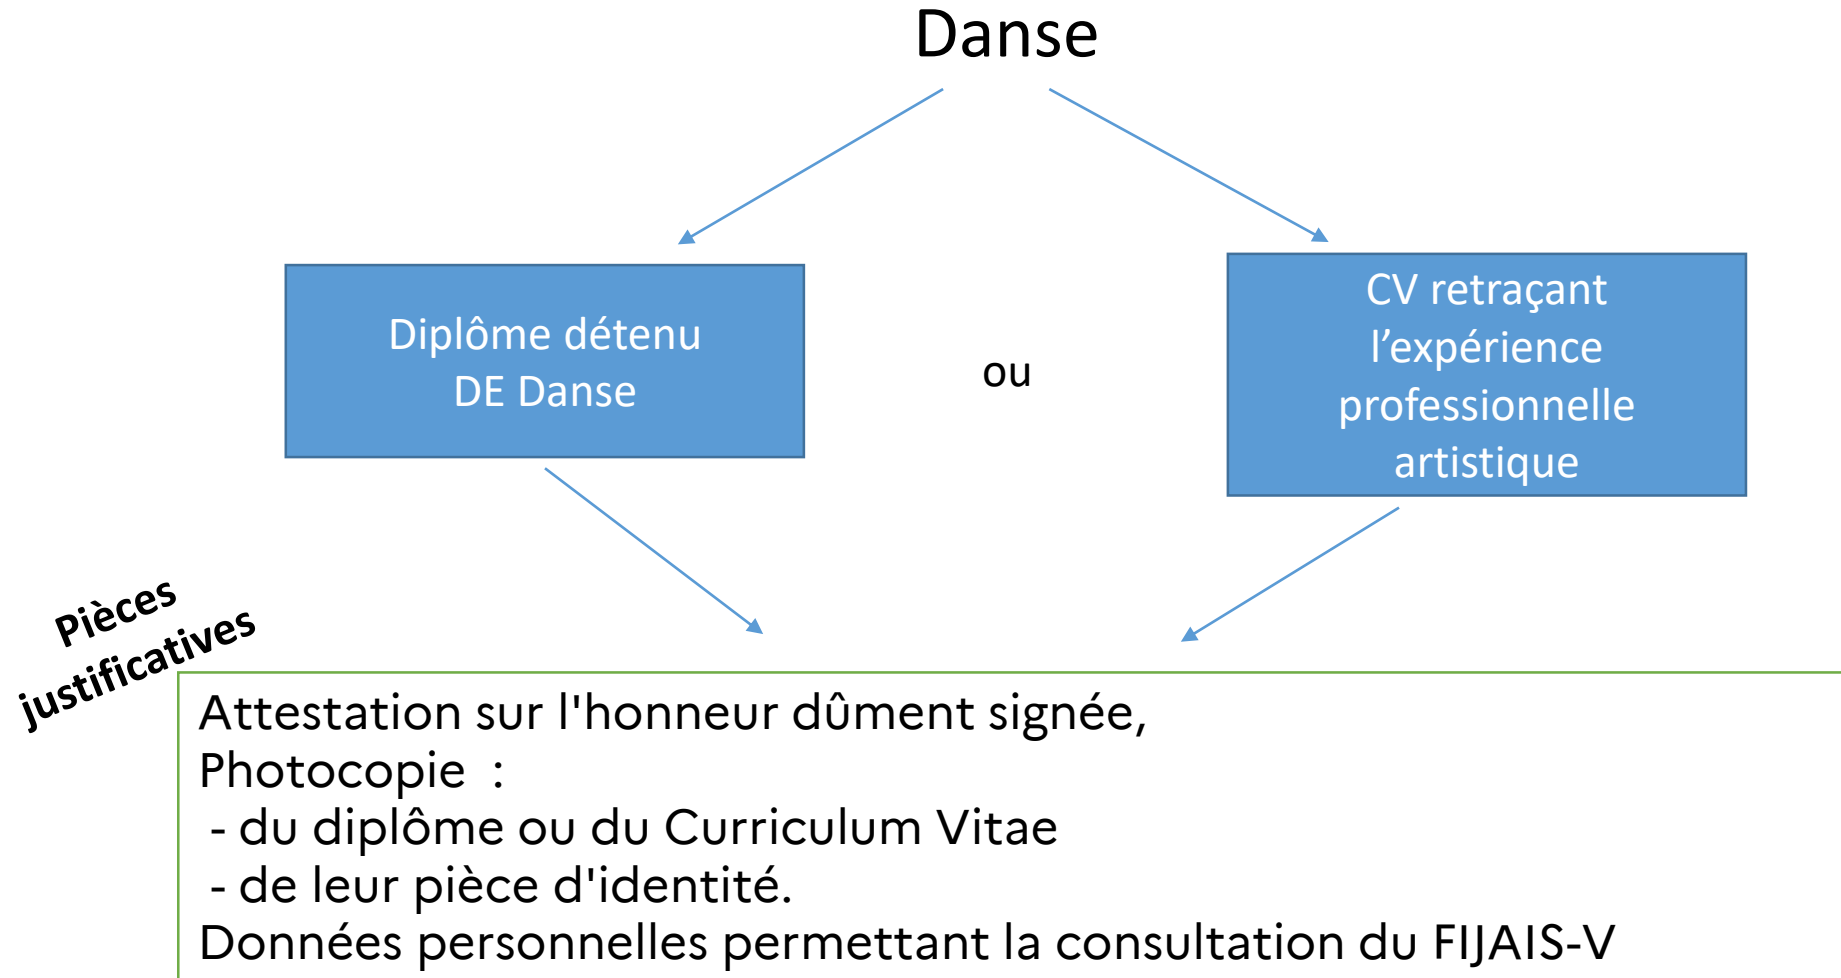 Danse
Diplôme détenu
DE Danse
ou
CV retraçant
l’expérience
professionnelle
artistique
Pièces
justificatives
Attestation sur l'honneur dûment signée,
Photocopie :
- du diplôme ou du Curriculum Vitae
- de leur pièce d'identité.
Données personnelles permettant la consultation du FIJAIS-V